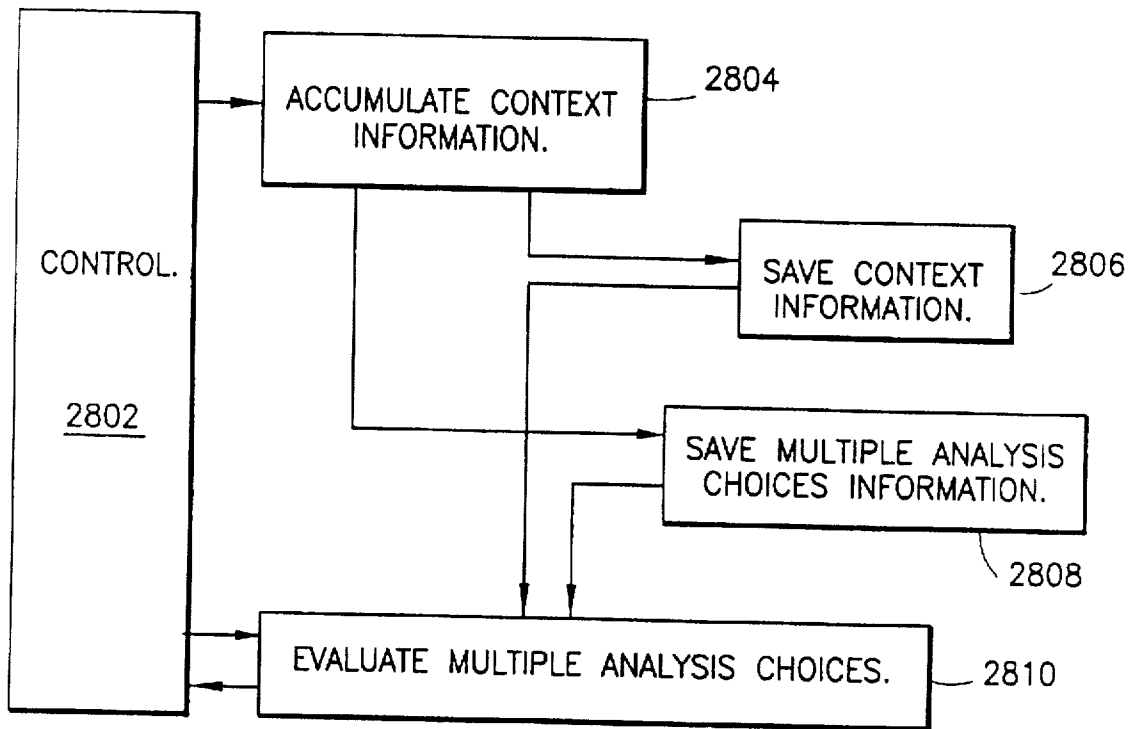 CONTROL.
2802
ACCUMULATE CONTEXT
INFORMATION.
2804
SAVE CONTEXT
INFORMATION.
2806
SAVE MULTIPLE ANALYSIS
CHOICES INFORMATION.
2808
EVALUATE MULTIPLE ANALYSIS CHOICES.
2810